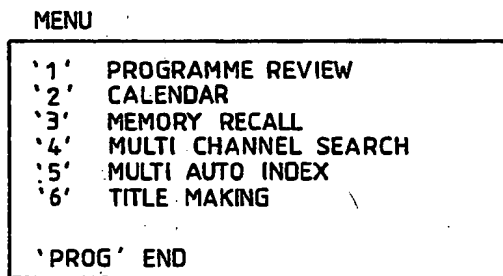 MENU
'1' PROGRAMME REVIEW
'2' CALENDAR
'3' MEMORY RECALL
'4' MULTI CHANNEL SEARCH
'5' MULTI AUTO INDEX
'6' TITLE MAKING
'PROG' END